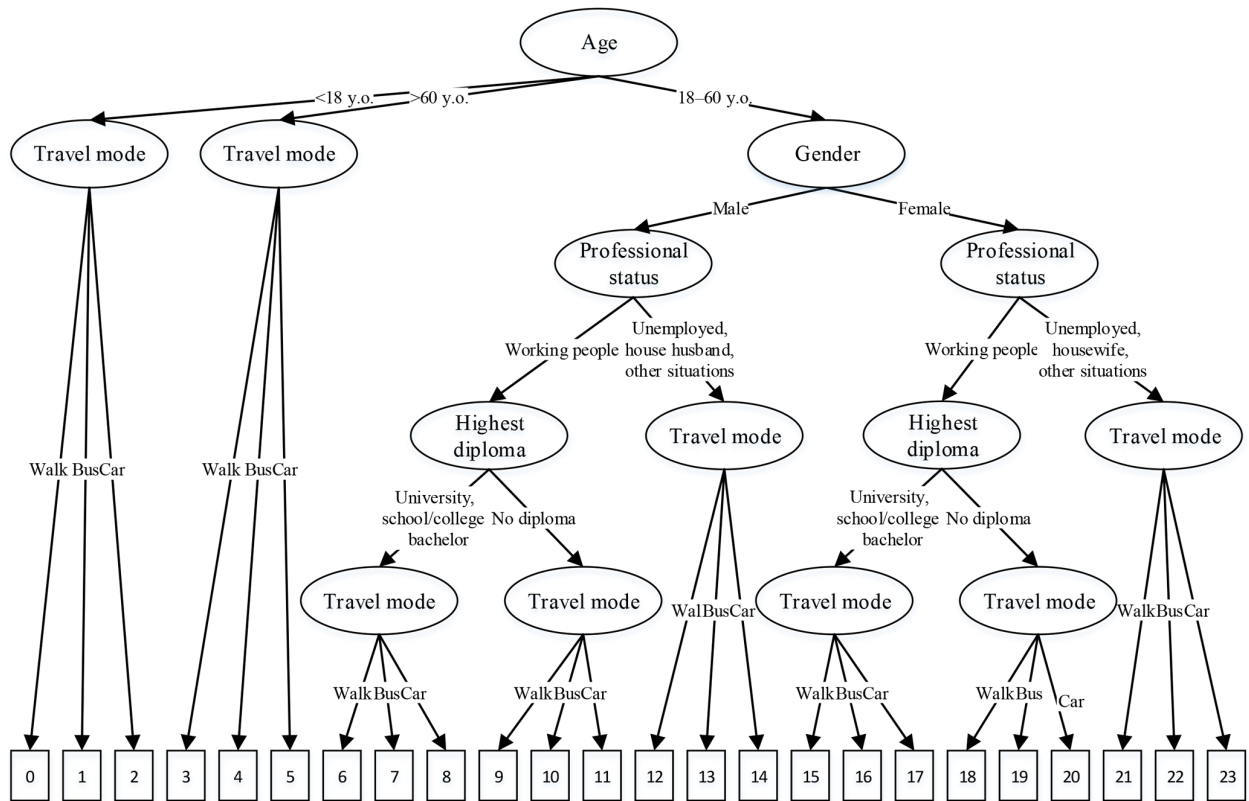 Age
<18 y.o.
>60 y.o.
18–60 y.o.
Travel mode
Travel mode
Gender
Male
Female
Professional
status
Professional
status
Working people
Unemployed,
house husband,
other situations
Working people
Unemployed,
housewife,
other situations
Highest
diploma
Travel mode
Highest
diploma
Travel mode
Walk BusCar
Walk BusCar
University,
school/college
bachelor
No diploma
University,
school/college
bachelor
No diploma
Travel mode
Travel mode
WalBusCar
Travel mode
Travel mode
WalkBusCar
WalkBusCar
WalkBusCar
WalkBusCar
WalkBus
Car
0 1 2 3 4 5 6 7 8 9 10 11 12 13 14 15 16 17 18 19 20 21 22 23